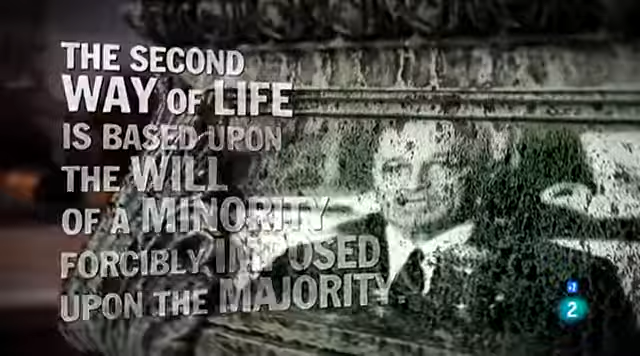 THE SECOND
WAY OF LIFE
IS BASED UPON
THE WILL
OF A MINORITY
FORCIBLY IMPOSED
UPON THE MAJORITY.
2